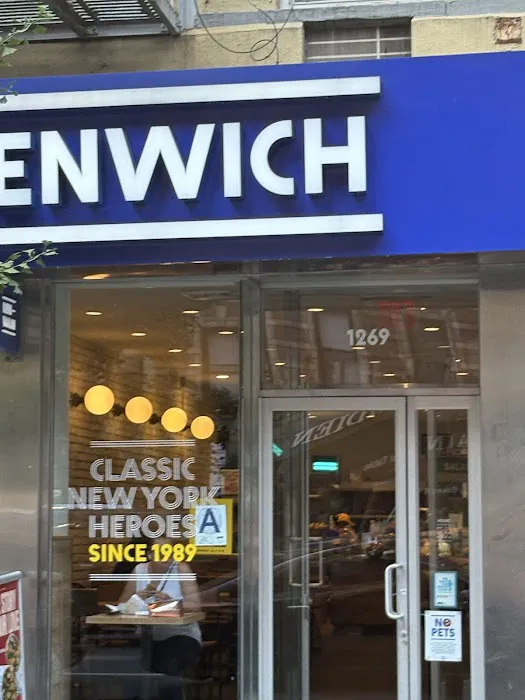 ENWICH
1269
CLASSIC
NEW YORK
HEROES
SINCE 1989
A
NO
PETS